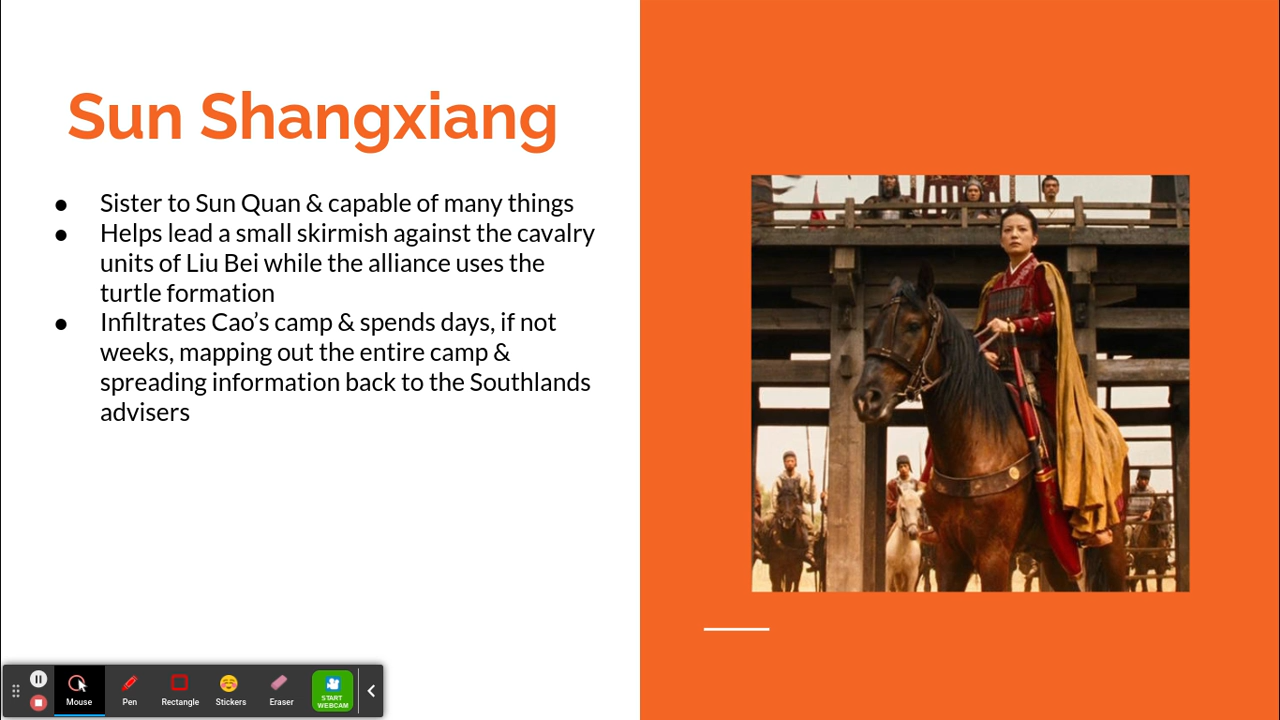 Sun Shangxiang
● Sister to Sun Quan & capable of many things
● Helps lead a small skirmish against the cavalry
units of Liu Bei while the alliance uses the
turtle formation
● Infiltrates Cao’s camp & spends days, if not
weeks, mapping out the entire camp &
spreading information back to the Southlands
advisers
Mouse
Pen
Rectangle
Stickers
Eraser
START
WEBCAM